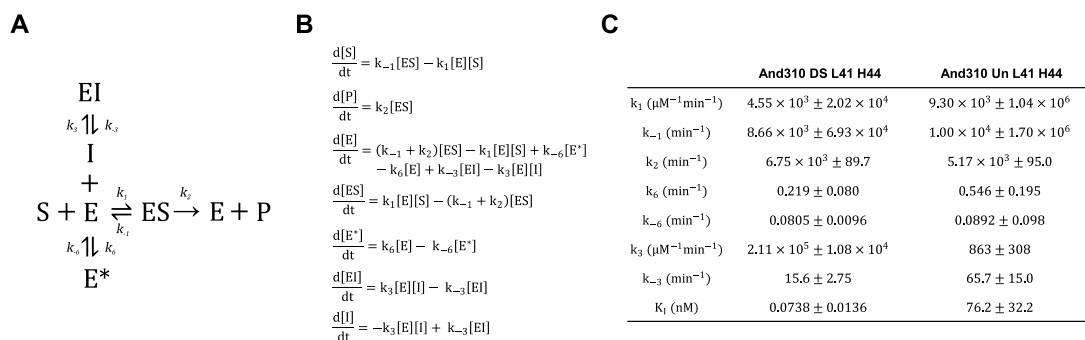 A
EI
k₃ ⇅ k₋₃
I
+
k₁ k₂
S + E ⇌ ES → E + P
k₋₁
k₋₆ ⇅ k₆
E*
B
d[S]/dt = k₋₁[ES] − k₁[E][S]
d[P]/dt = k₂[ES]
d[E]/dt = (k₋₁ + k₂)[ES] − k₁[E][S] + k₋₆[E*]
− k₆[E] + k₋₃[EI] − k₃[E][I]
d[ES]/dt = k₁[E][S] − (k₋₁ + k₂)[ES]
d[E*]/dt = k₆[E] − k₋₆[E*]
d[EI]/dt = k₃[E][I] − k₋₃[EI]
d[I]/dt = −k₃[E][I] + k₋₃[EI]
C
And310 DS L41 H44 And310 Un L41 H44
k₁ (μM⁻¹min⁻¹) 4.55 × 10³ ± 2.02 × 10⁴ 9.30 × 10³ ± 1.04 × 10⁶
k₋₁ (min⁻¹) 8.66 × 10³ ± 6.93 × 10⁴ 1.00 × 10⁴ ± 1.70 × 10⁶
k₂ (min⁻¹) 6.75 × 10³ ± 89.7 5.17 × 10³ ± 95.0
k₆ (min⁻¹) 0.219 ± 0.080 0.546 ± 0.195
k₋₆ (min⁻¹) 0.0805 ± 0.0096 0.0892 ± 0.098
k₃ (μM⁻¹min⁻¹) 2.11 × 10⁵ ± 1.08 × 10⁴ 863 ± 308
k₋₃ (min⁻¹) 15.6 ± 2.75 65.7 ± 15.0
K_I (nM) 0.0738 ± 0.0136 76.2 ± 32.2